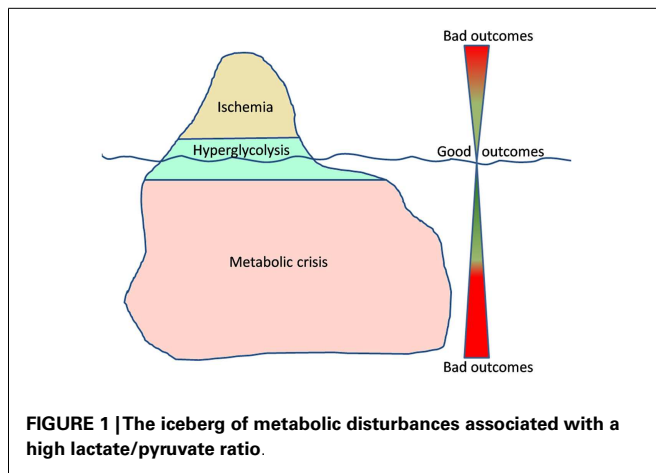 Bad outcomes
Ischemia
Hyperglycolysis
Good outcomes
Metabolic crisis
Bad outcomes
FIGURE 1 | The iceberg of metabolic disturbances associated with a
high lactate/pyruvate ratio.